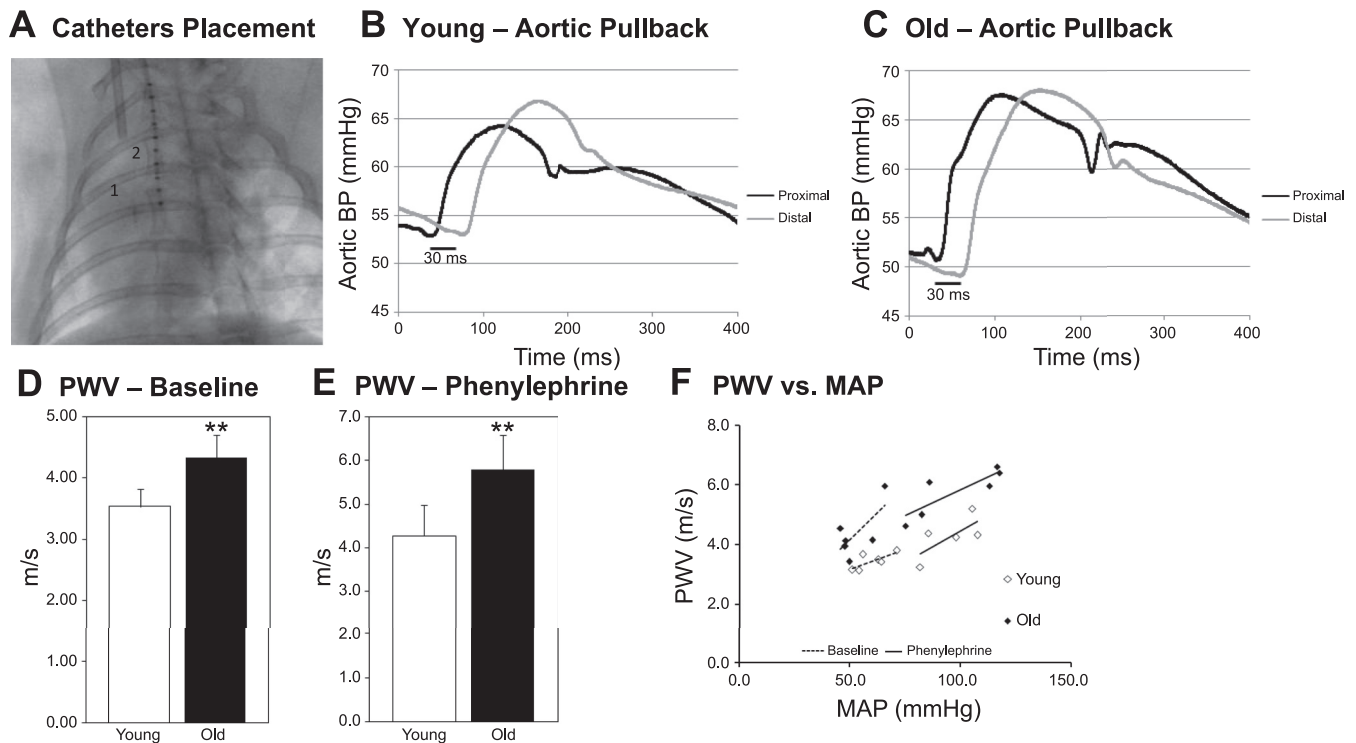 A Catheters Placement
2
1
B Young – Aortic Pullback
Aortic BP (mmHg)
70
65
60
55
50
45
30 ms
0 100 200 300 400
Time (ms)
Proximal
Distal
C Old – Aortic Pullback
Aortic BP (mmHg)
70
65
60
55
50
45
30 ms
0 100 200 300 400
Time (ms)
Proximal
Distal
D PWV – Baseline
m/s
5.00
4.00
3.00
2.00
1.00
0.00
**
Young Old
E PWV – Phenylephrine
m/s
7.0
6.0
5.0
4.0
3.0
2.0
1.0
0.0
**
Young Old
F PWV vs. MAP
PWV (m/s)
8.0
6.0
4.0
2.0
0.0
Young
Old
Baseline Phenylephrine
0.0 50.0 100.0 150.0
MAP (mmHg)